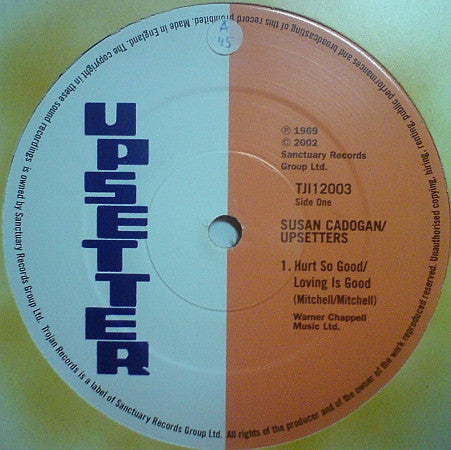 A
45
UPSETTER
℗ 1969
© 2002
Sanctuary Records
Group Ltd.
TJI12003
Side One
SUSAN CADOGAN/
UPSETTERS
1. Hurt So Good/
Loving Is Good
(Mitchell/Mitchell)
Warner Chappell
Music Ltd.
Made in England. The copyright in these sound recordings is owned by Sanctuary Records Group Ltd. Trojan Records is a label of Sanctuary Records Group Ltd. All rights of the producer and of the owner of the work reproduced reserved. Unauthorised copying, hiring, renting, public performances and broadcasting of this record prohibited.